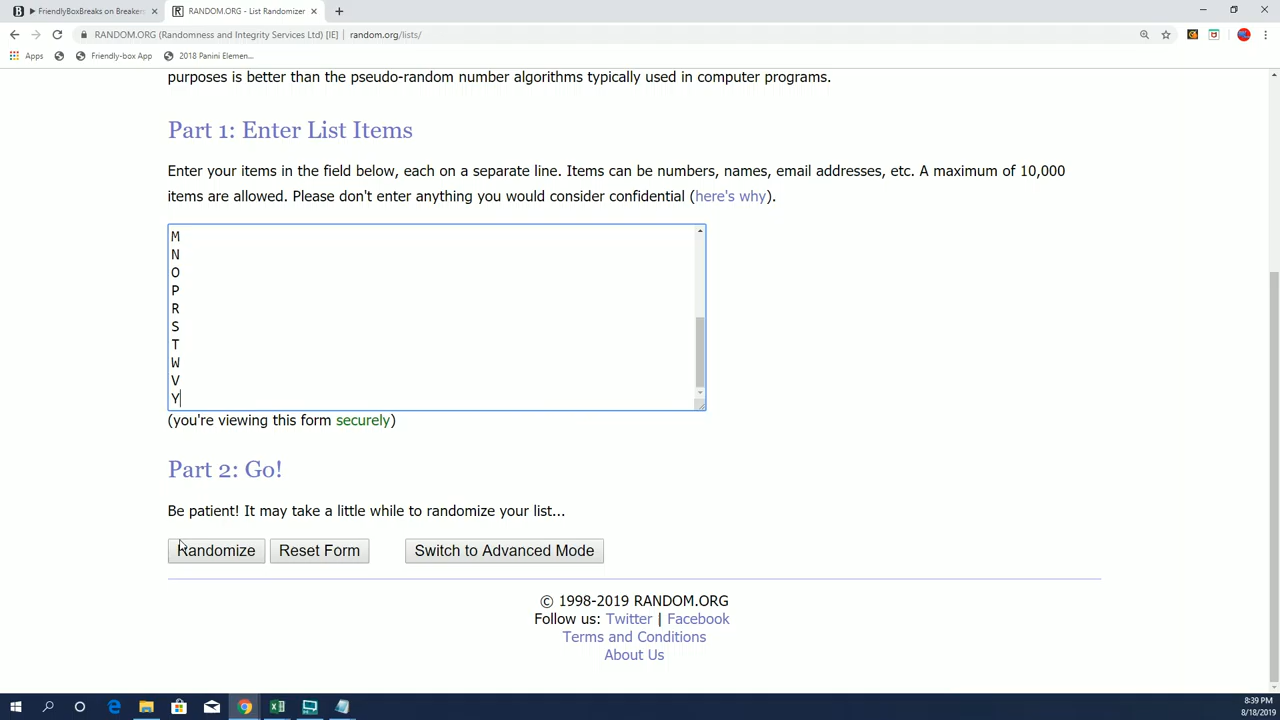 FriendlyBoxBreaks on Breakers
RANDOM.ORG - List Randomizer
RANDOM.ORG (Randomness and Integrity Services Ltd) [IE] | random.org/lists/
Apps
Friendly-box App
2018 Panini Elemen...
purposes is better than the pseudo-random number algorithms typically used in computer programs.
Part 1: Enter List Items
Enter your items in the field below, each on a separate line. Items can be numbers, names, email addresses, etc. A maximum of 10,000
items are allowed. Please don't enter anything you would consider confidential (here's why).
M
N
O
P
R
S
T
W
V
Y
(you're viewing this form securely)
Part 2: Go!
Be patient! It may take a little while to randomize your list...
Randomize
Reset Form
Switch to Advanced Mode
© 1998-2019 RANDOM.ORG
Follow us: Twitter | Facebook
Terms and Conditions
About Us
8:39 PM
8/18/2019